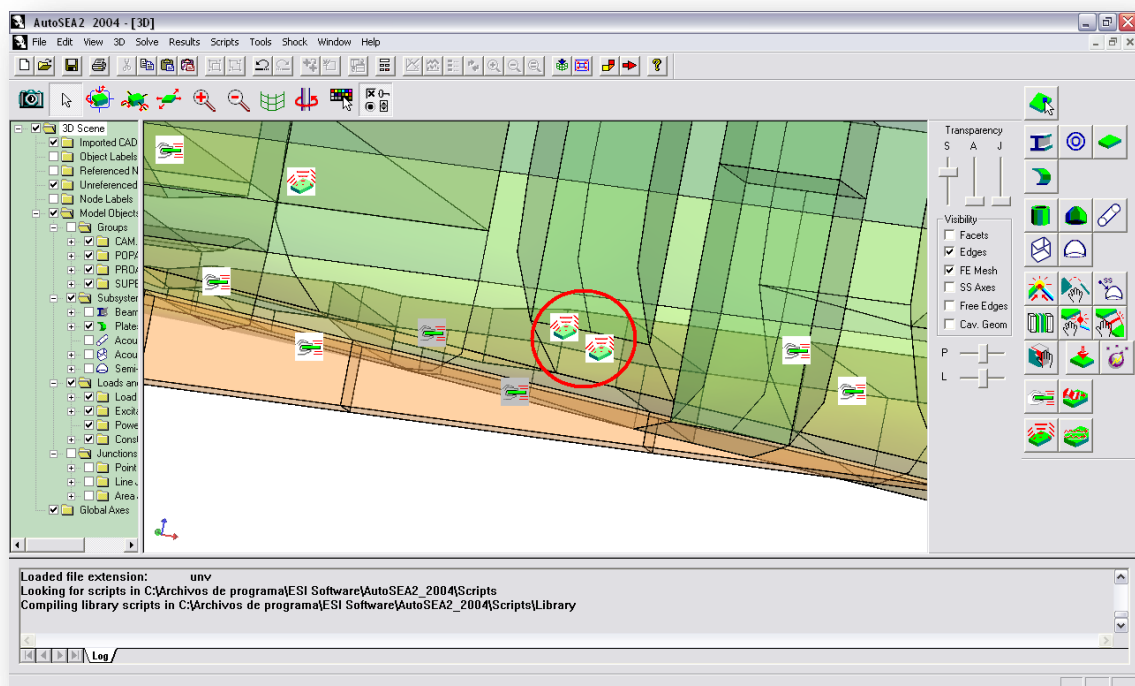 AutoSEA2 2004 - [3D]
File Edit View 3D Solve Results Scripts Tools Shock Window Help
3D Scene
Imported CAD
Object Labels
Referenced N
Unreferenced
Node Labels
Model Objects
Groups
CAM.
POPA
PROA
SUPE
Subsystem
Beam
Plates
Acou
Acou
Semi-
Loads and
Load
Excita
Powe
Const
Junctions
Point
Line J
Area J
Global Axes
Transparency
S A J
Visibility
Facets
Edges
FE Mesh
SS Axes
Free Edges
Cav. Geom
P
L
SS
Loaded file extension: unv
Looking for scripts in C:\Archivos de programa\ESI Software\AutoSEA2_2004\Scripts
Compiling library scripts in C:\Archivos de programa\ESI Software\AutoSEA2_2004\Scripts\Library
Log